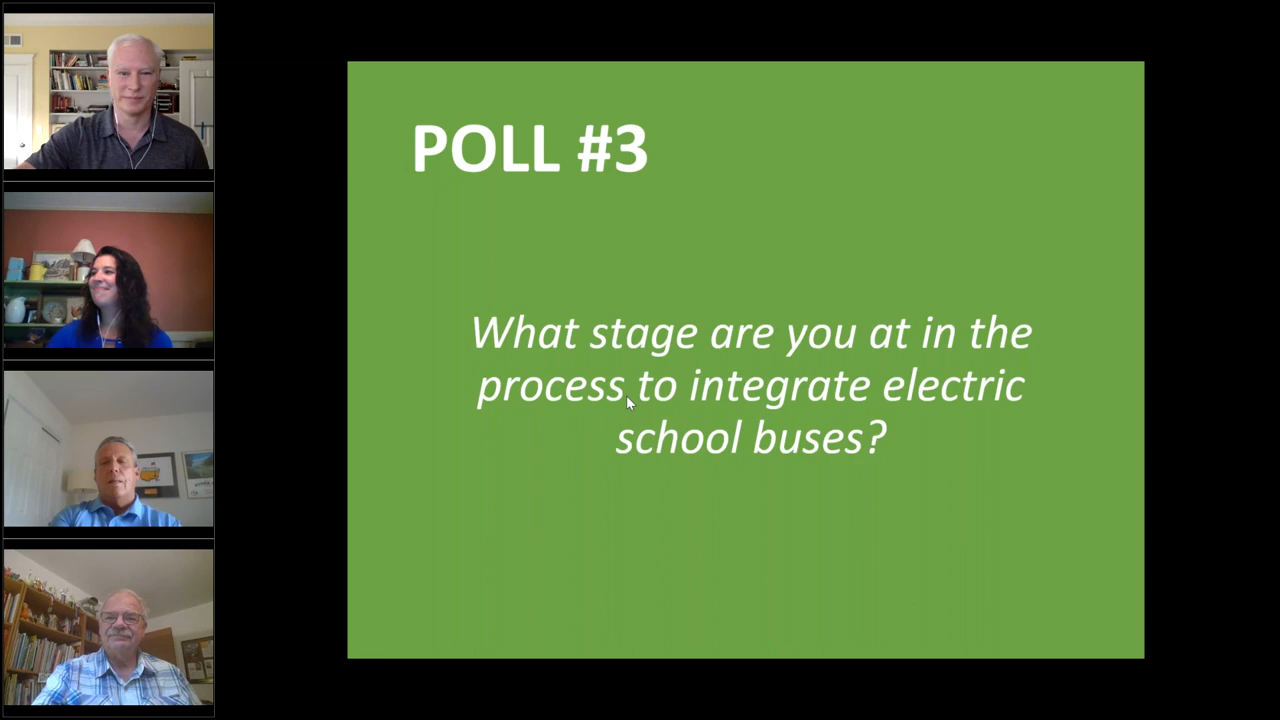 POLL #3
What stage are you at in the
process to integrate electric
school buses?